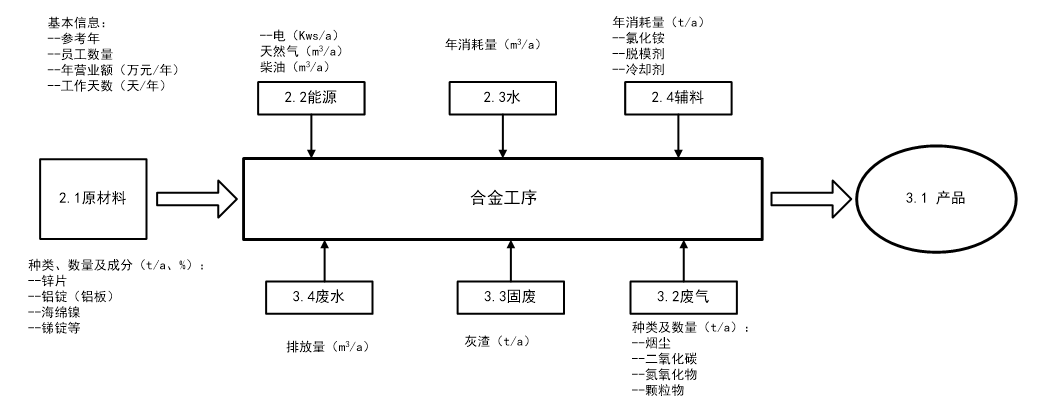 基本信息：
--参考年
--员工数量
--年营业额（万元/年）
--工作天数（天/年）
--电（Kws/a）
天然气（m³/a）
柴油（m³/a）
年消耗量（m³/a）
年消耗量（t/a）
--氯化铵
--脱模剂
--冷却剂
2.2能源
2.3水
2.4辅料
2.1原材料
合金工序
3.1 产品
种类、数量及成分（t/a、%）：
--锌片
--铝锭（铝板）
--海绵镍
--锑锭等
3.4废水
3.3固废
3.2废气
排放量（m³/a）
灰渣（t/a）
种类及数量（t/a）：
--烟尘
--二氧化碳
--氮氧化物
--颗粒物